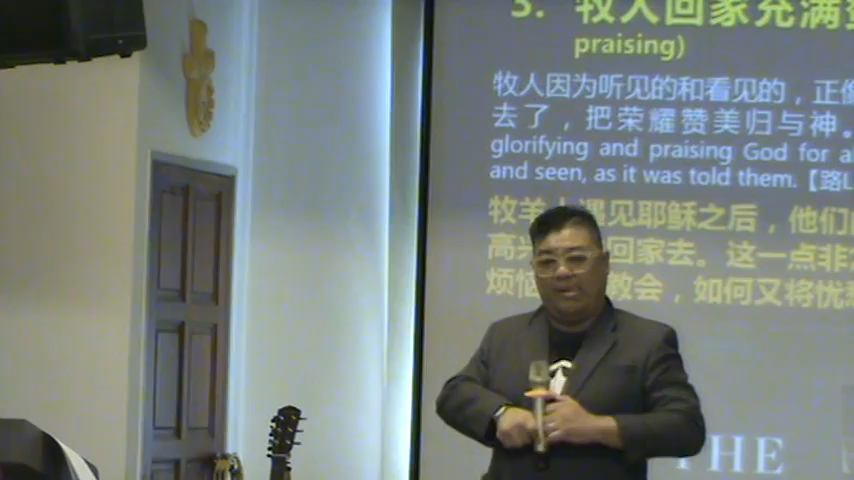 3. 牧人回家充满
praising)
牧人因为听见的和看见的，正像
去了，把荣耀赞美归与神。
glorifying and praising God for
and seen, as it was told them.【路
牧羊 遇见耶稣之后，他们
高 回家去。这一点非
烦恼 教会，如何又将忧
THE